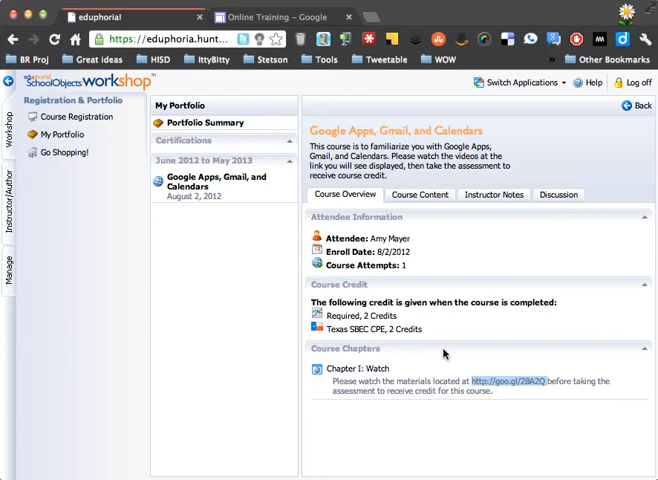 eduphoria!
Online Training – Google
https://eduphoria.hunt...
BR Proj
Great ideas
HISD
IttyBitty
Stetson
Tools
Tweetable
WOW
»
Other Bookmarks
eduphoria!
SchoolObjects: workshop™
Switch Applications
Help
Log off
Workshop
Instructor/Author
Manage
Registration & Portfolio
Course Registration
My Portfolio
Go Shopping!
My Portfolio
Portfolio Summary
Certifications
June 2012 to May 2013
Google Apps, Gmail, and
Calendars
August 2, 2012
Back
Google Apps, Gmail, and Calendars
This course is to familiarize you with Google Apps,
Gmail, and Calendars. Please watch the videos at the
link you will see displayed, then take the assessment to
receive course credit.
Course Overview
Course Content
Instructor Notes
Discussion
Attendee Information
Attendee: Amy Mayer
Enroll Date: 8/2/2012
Course Attempts: 1
Course Credit
The following credit is given when the course is completed:
Required, 2 Credits
Texas SBEC CPE, 2 Credits
Course Chapters
Chapter I: Watch
Please watch the materials located at http://goo.gl/2BA2Q before taking the
assessment to receive credit for this course.